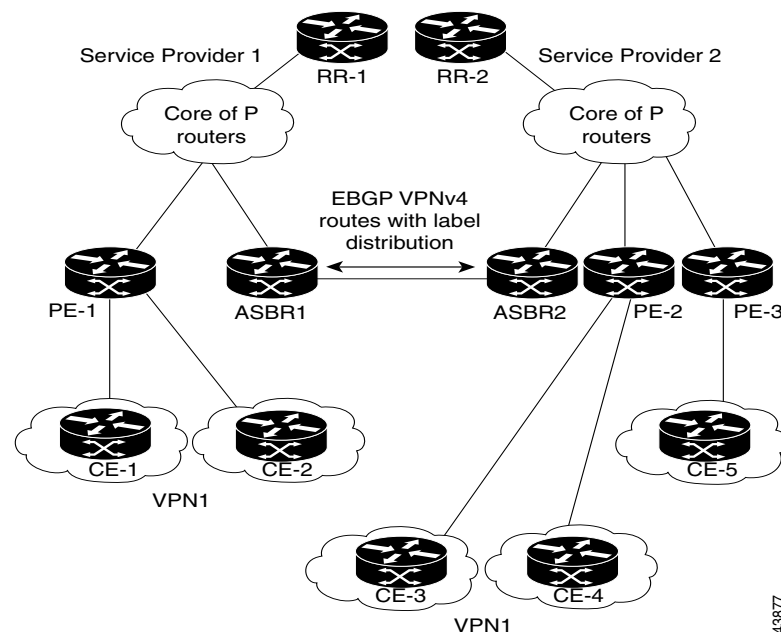 Service Provider 1
RR-1
RR-2
Service Provider 2
Core of P
routers
Core of P
routers
EBGP VPNv4
routes with label
distribution
PE-1
ASBR1
ASBR2
PE-2
PE-3
CE-1
CE-2
CE-5
VPN1
CE-3
CE-4
VPN1
43877